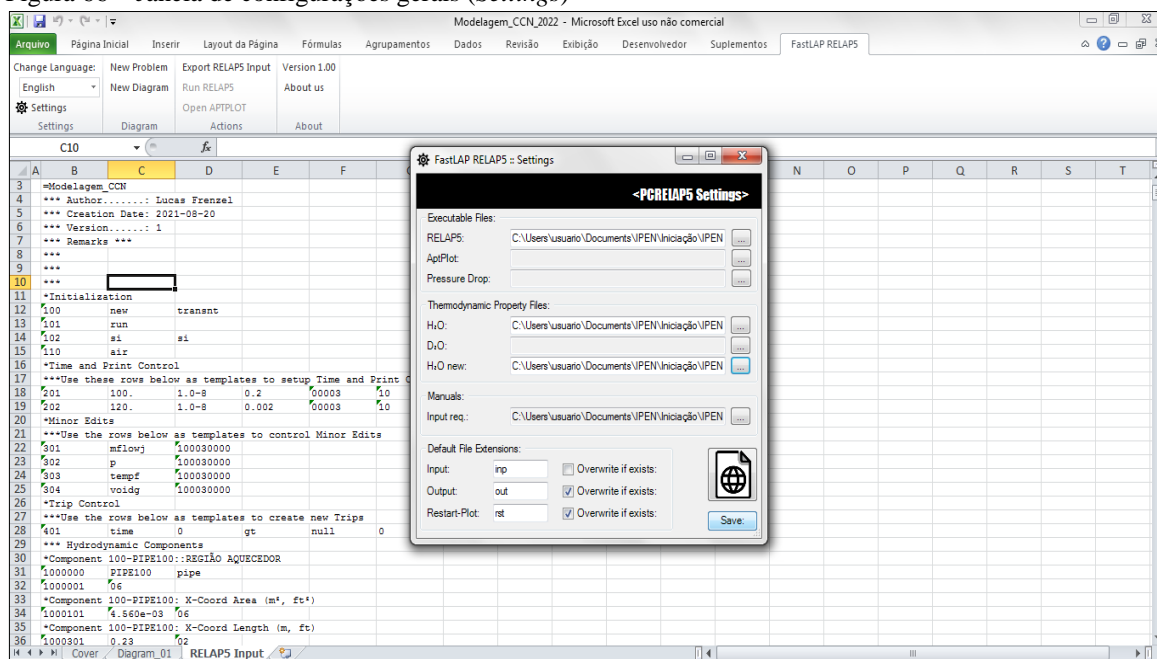 Figura 68 - Janela de configurações gerais (Settings)
Modelagem_CCN_2022 - Microsoft Excel uso não comercial
Arquivo Página Inicial Inserir Layout da Página Fórmulas Agrupamentos Dados Revisão Exibição Desenvolvedor Suplementos FastLAP RELAP5
Change Language: New Problem Export RELAP5 Input Version 1.00
English New Diagram Run RELAP5 About us
Settings Open APTPLOT
Settings Diagram Actions About
C10 fx
A B C D E F N O P Q R S T
3 =Modelagem_CCN
4 *** Author.......: Lucas Frenzel
5 *** Creation Date: 2021-08-20
6 *** Version......: 1
7 *** Remarks ***
8 ***
9 ***
10 ***
11 *Initialization
12 100 new transnt
13 101 run
14 102 si si
15 110 air
16 *Time and Print Control
17 ***Use these rows below as templates to setup Time and Print C
18 201 100. 1.0-8 0.2 00003 10
19 202 120. 1.0-8 0.002 00003 10
20 *Minor Edits
21 ***Use the rows below as templates to control Minor Edits
22 301 mflowj 100030000
23 302 p 100030000
24 303 tempf 100030000
25 304 voidg 100030000
26 *Trip Control
27 ***Use the rows below as templates to create new Trips
28 401 time 0 gt null 0
29 *** Hydrodynamic Components
30 *Component 100-PIPE100::REGIÃO AQUECEDOR
31 1000000 PIPE100 pipe
32 1000001 06
33 *Component 100-PIPE100: X-Coord Area (m², ft²)
34 1000101 4.560e-03 06
35 *Component 100-PIPE100: X-Coord Length (m, ft)
36 1000301 0.23 02
Cover Diagram_01 RELAP5 Input
FastLAP RELAP5 :: Settings
<PCRELAP5 Settings>
Executable Files:
RELAP5: C:\Users\usuario\Documents\IPEN\Iniciação\IPEN ...
AptPlot: ...
Pressure Drop: ...
Thermodynamic Property Files:
H₂O: C:\Users\usuario\Documents\IPEN\Iniciação\IPEN ...
D₂O: ...
H₂O new: C:\Users\usuario\Documents\IPEN\Iniciação\IPEN ...
Manuals:
Input req.: C:\Users\usuario\Documents\IPEN\Iniciação\IPEN ...
Default File Extensions:
Input: inp Overwrite if exists:
Output: out Overwrite if exists:
Restart-Plot: rst Overwrite if exists:
Save: